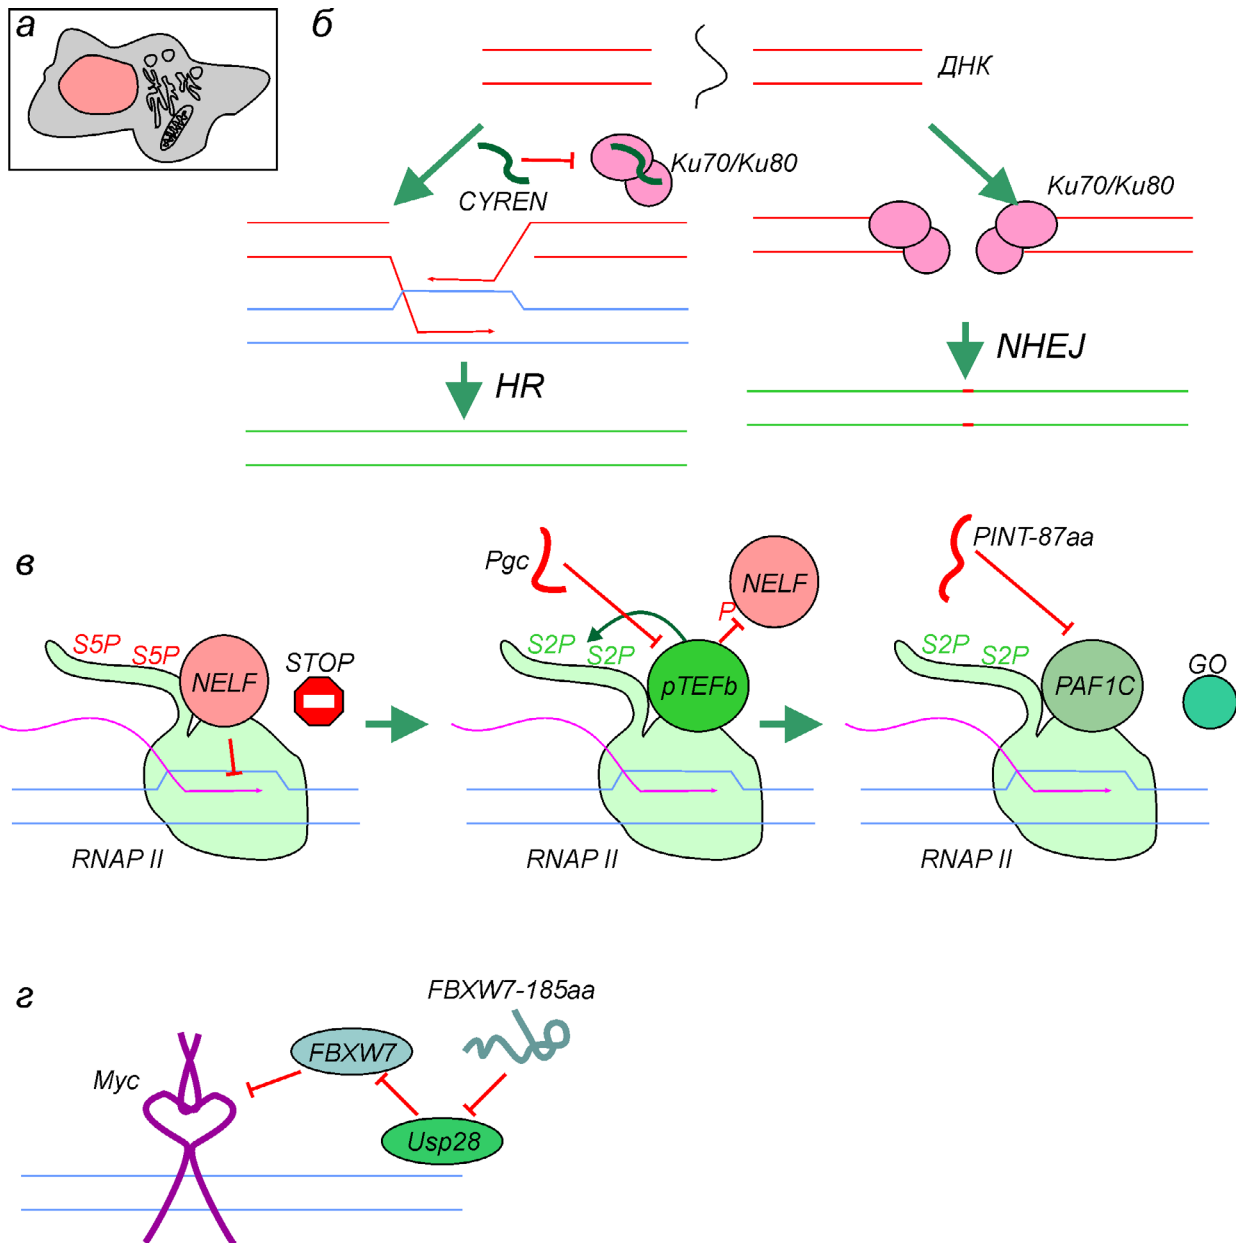 а
б
ДНК
CYREN
Ku70/Ku80
Ku70/Ku80
HR
NHEJ
в
Pgc
PINT-87aa
NELF
P
S5P
S5P
NELF
STOP
S2P
S2P
pTEFb
S2P
S2P
PAF1C
GO
RNAP II
RNAP II
RNAP II
г
FBXW7-185aa
Myc
FBXW7
Usp28